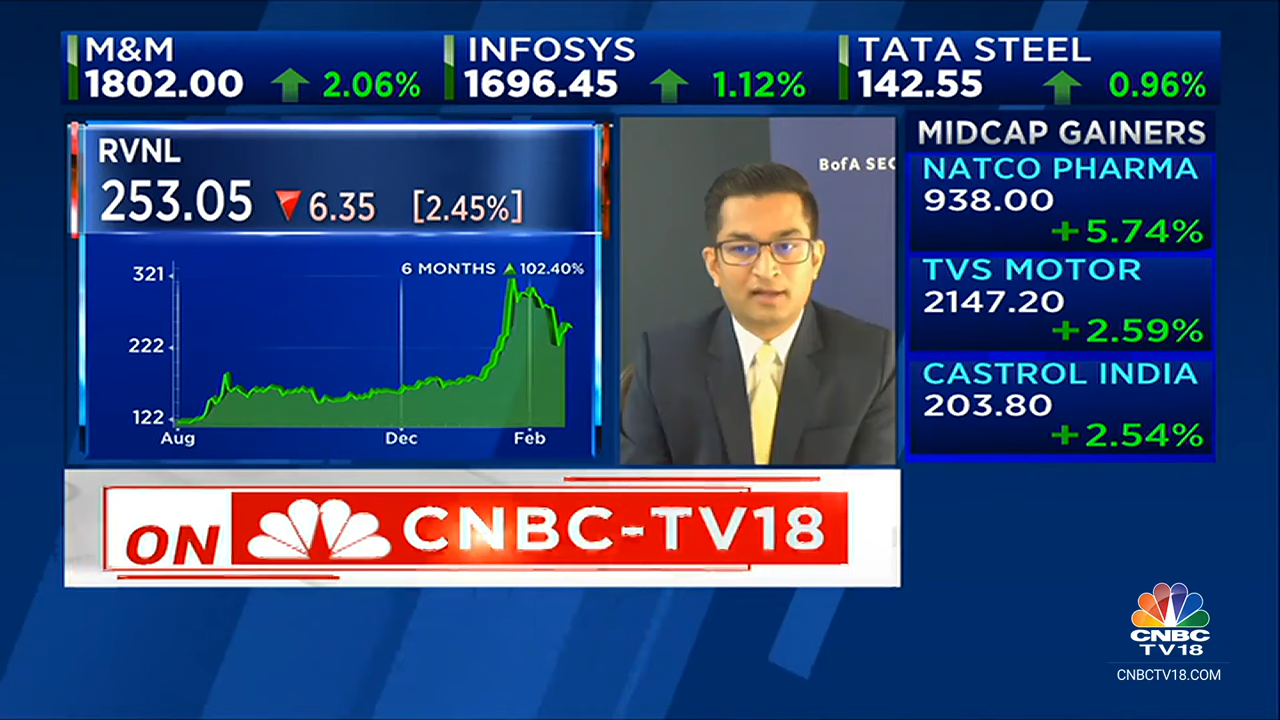 M&M
1802.00 2.06%
INFOSYS
1696.45 1.12%
TATA STEEL
142.55 0.96%
RVNL
253.05 6.35 [2.45%]
6 MONTHS 102.40%
321
222
122
Aug Dec Feb
BofA SEC
MIDCAP GAINERS
NATCO PHARMA
938.00
+5.74%
TVS MOTOR
2147.20
+2.59%
CASTROL INDIA
203.80
+2.54%
ON CNBC-TV18
CNBC
TV18
CNBCTV18.COM